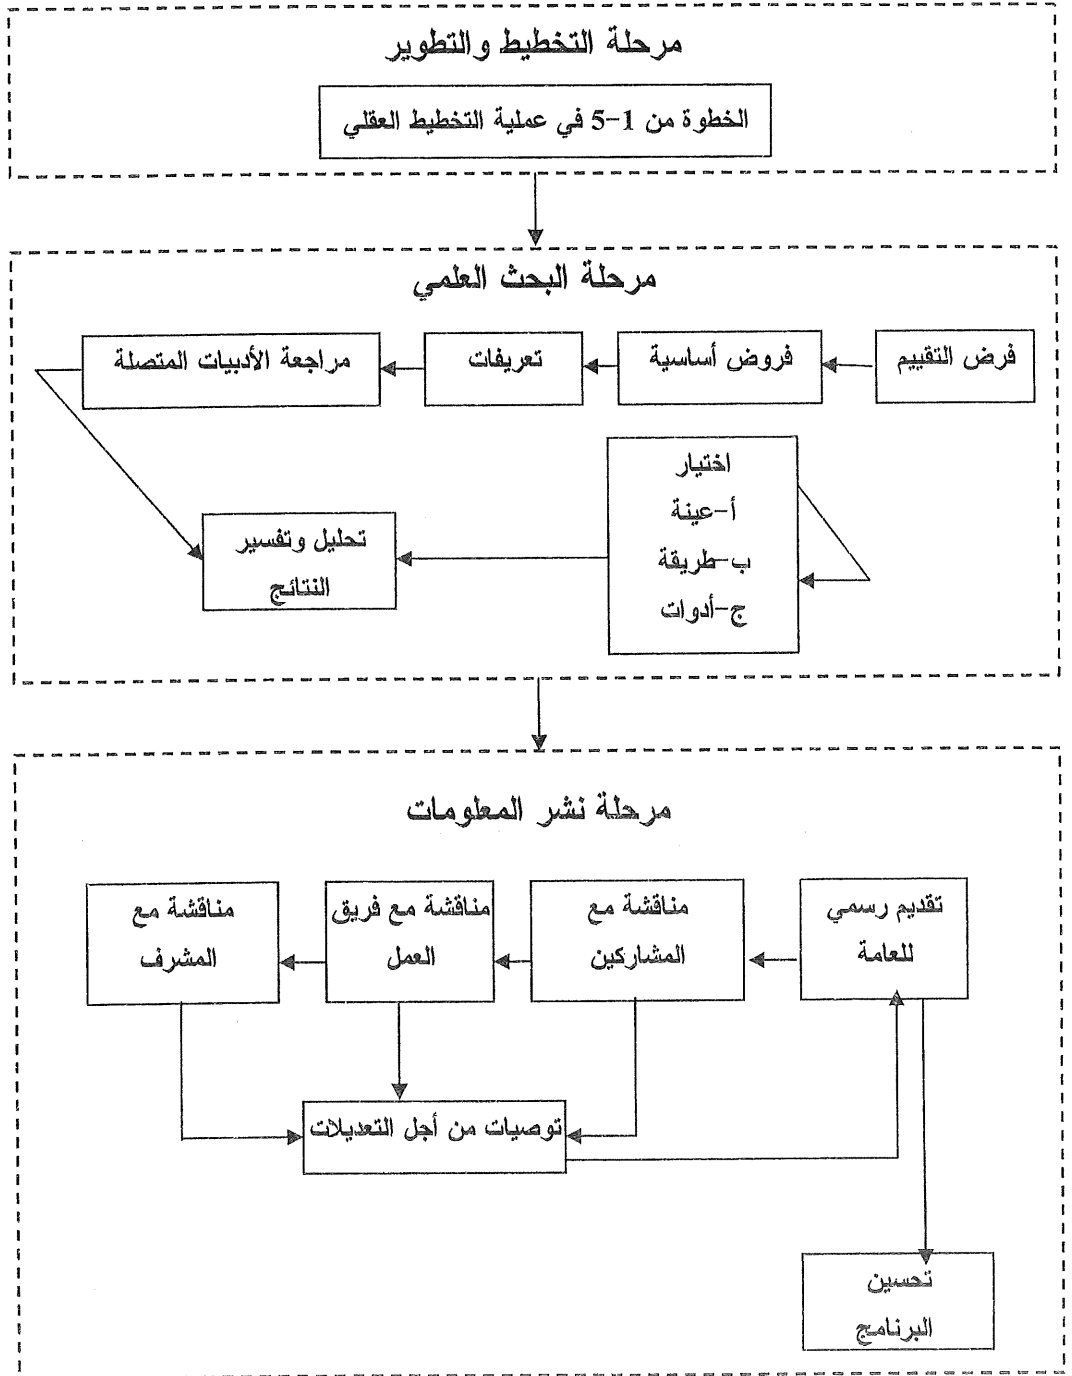 مرحلة التخطيط والتطوير
الخطوة من 1-5 في عملية التخطيط العقلي
مرحلة البحث العلمي
فرض التقييم
فروض أساسية
تعريفات
مراجعة الأدبيات المتصلة
اختيار
أ-عينة
ب-طريقة
ج-أدوات
تحليل وتفسير
النتائج
مرحلة نشر المعلومات
تقديم رسمي
للعامة
مناقشة مع
المشاركين
مناقشة مع فريق
العمل
مناقشة مع
المشرف
توصيات من أجل التعديلات
تحسين
البرنامج